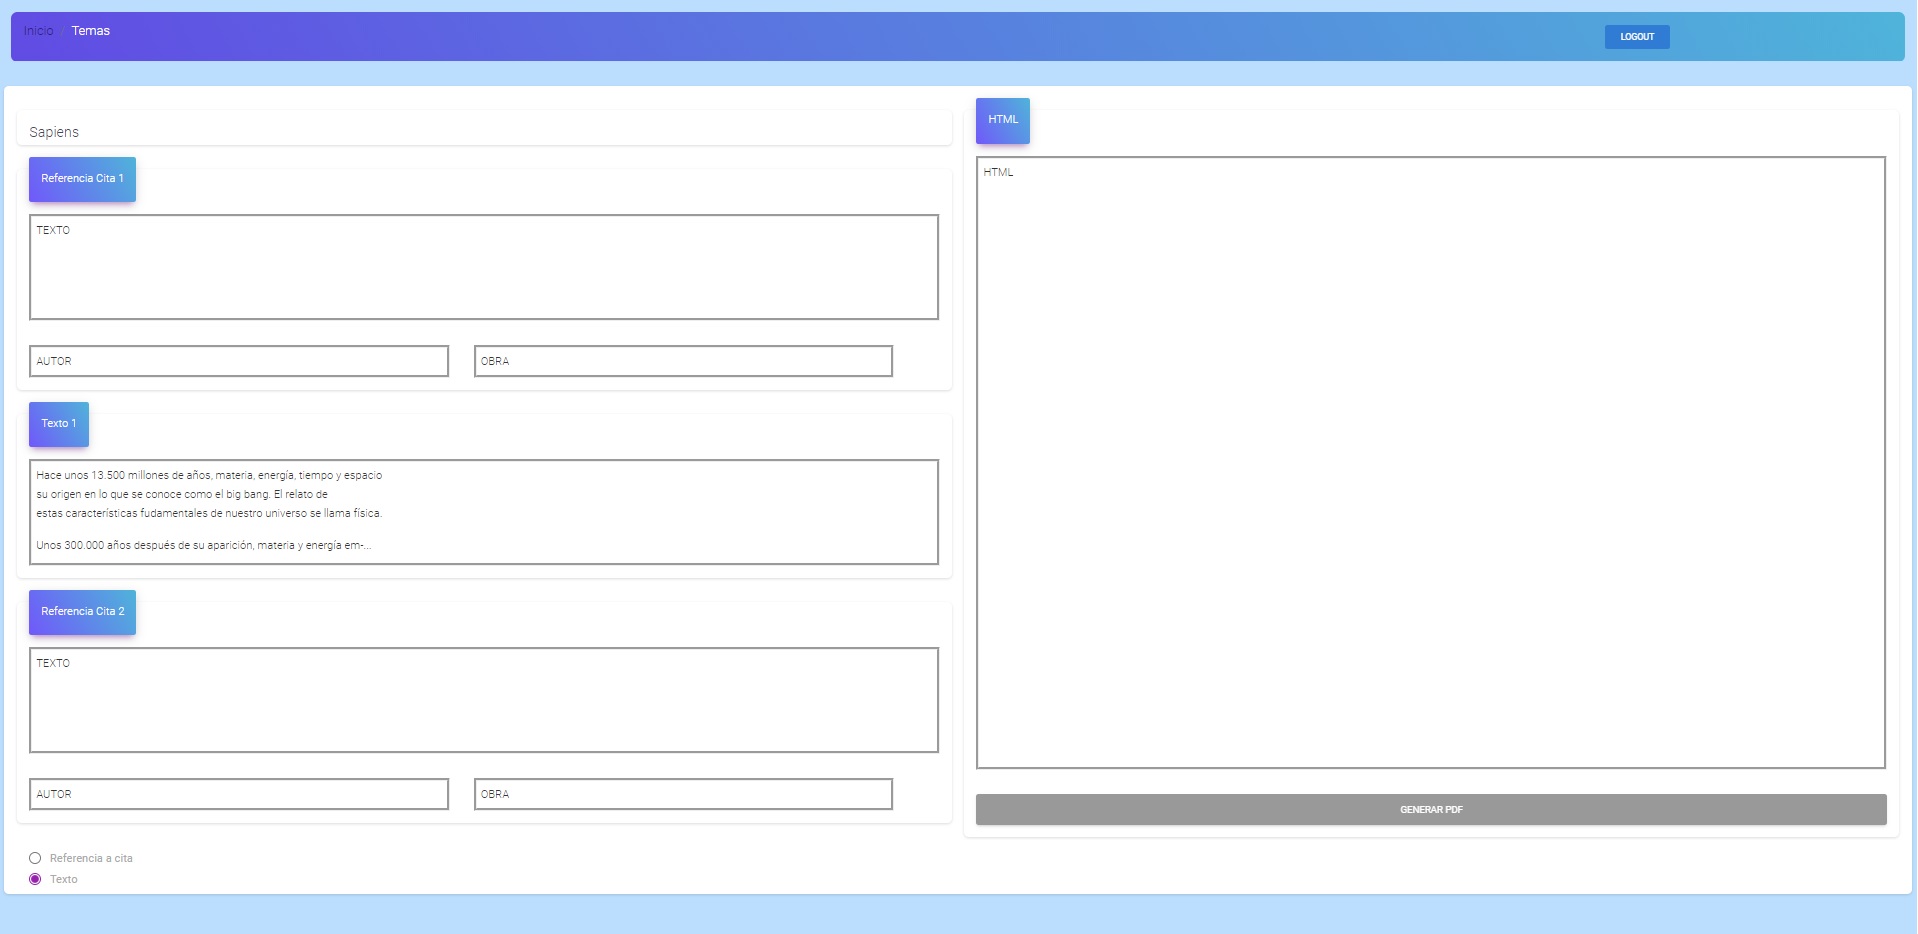 Inicio / Temas
LOGOUT
Sapiens
Referencia Cita 1
TEXTO
AUTOR
OBRA
Texto 1
Hace unos 13.500 millones de años, materia, energía, tiempo y espacio
su origen en lo que se conoce como el big bang. El relato de
estas características fudamentales de nuestro universo se llama física.
Unos 300.000 años después de su aparición, materia y energía em-...
Referencia Cita 2
TEXTO
AUTOR
OBRA
Referencia a cita
Texto
HTML
HTML
GENERAR PDF